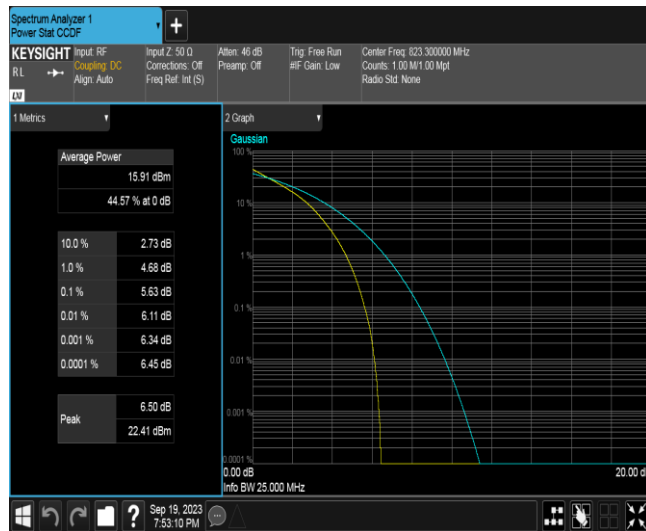 Spectrum Analyzer 1
Power Stat CCDF
+
KEYSIGHT
RL
LXI
Input: RF
Coupling: DC
Align: Auto
Input Z: 50 Ω
Corrections: Off
Freq Ref: Int (S)
Atten: 46 dB
Preamp: Off
Trig: Free Run
#IF Gain: Low
Center Freq: 823.300000 MHz
Counts: 1.00 M/1.00 Mpt
Radio Std: None
1 Metrics
Average Power
15.91 dBm
44.57 % at 0 dB
10.0 % 2.73 dB
1.0 % 4.68 dB
0.1 % 5.63 dB
0.01 % 6.11 dB
0.001 % 6.34 dB
0.0001 % 6.45 dB
Peak
6.50 dB
22.41 dBm
2 Graph
Gaussian
100 %
10 %
1 %
0.1 %
0.01 %
0.001 %
0.0001 %
0.00 dB 20.00 d
Info BW 25.000 MHz
?
Sep 19, 2023
7:53:10 PM